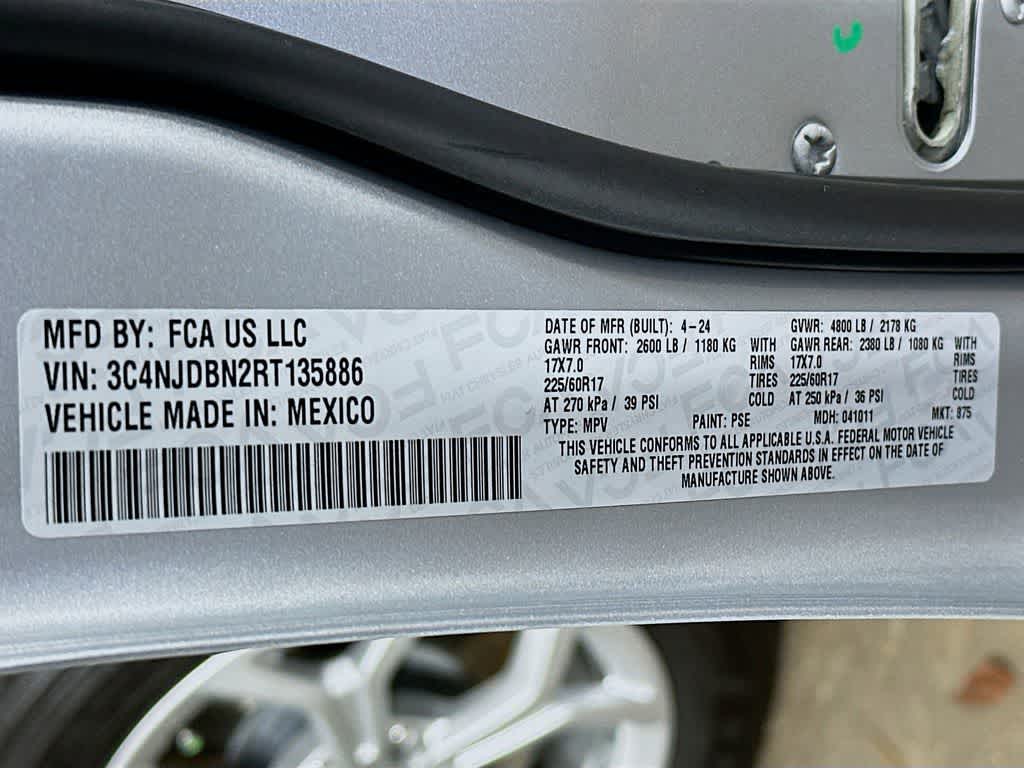 MFD BY: FCA US LLC
VIN: 3C4NJDBN2RT135886
VEHICLE MADE IN: MEXICO
DATE OF MFR (BUILT): 4-24 GVWR: 4800 LB / 2178 KG
GAWR FRONT: 2600 LB / 1180 KG WITH GAWR REAR: 2380 LB / 1080 KG WITH
17X7.0 RIMS 17X7.0 RIMS
225/60R17 TIRES 225/60R17 TIRES
AT 270 kPa / 39 PSI COLD AT 250 kPa / 36 PSI COLD
TYPE: MPV PAINT: PSE MDH: 041011 MKT: 875
THIS VEHICLE CONFORMS TO ALL APPLICABLE U.S.A. FEDERAL MOTOR VEHICLE
SAFETY AND THEFT PREVENTION STANDARDS IN EFFECT ON THE DATE OF
MANUFACTURE SHOWN ABOVE.